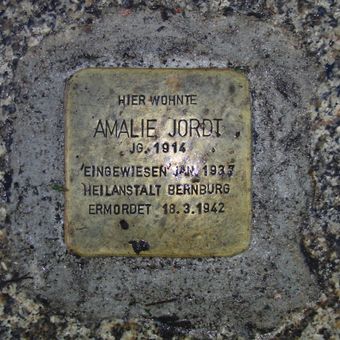 HIER WOHNTE
AMALIE JORDT
JG. 1914
EINGEWIESEN JAN. 1937
HEILANSTALT BERNBURG
ERMORDET 18.3.1942